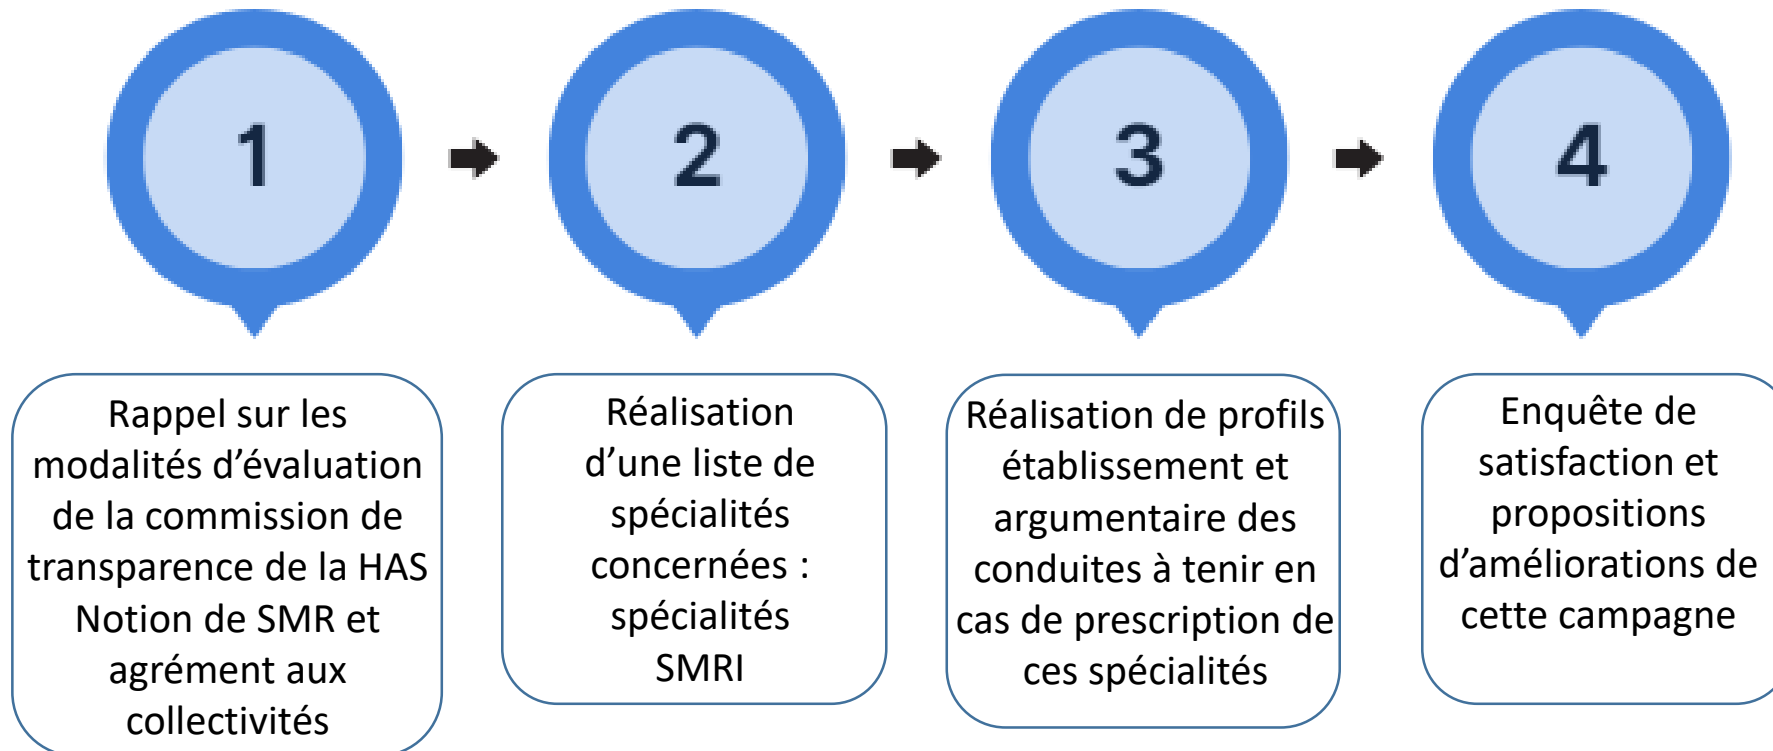 1
2
3
4
Rappel sur les
modalités d’évaluation
de la commission de
transparence de la HAS
Notion de SMR et
agrément aux
collectivités
Réalisation
d’une liste de
spécialités
concernées :
spécialités
SMRI
Réalisation de profils
établissement et
argumentaire des
conduites à tenir en
cas de prescription de
ces spécialités
Enquête de
satisfaction et
propositions
d’améliorations de
cette campagne